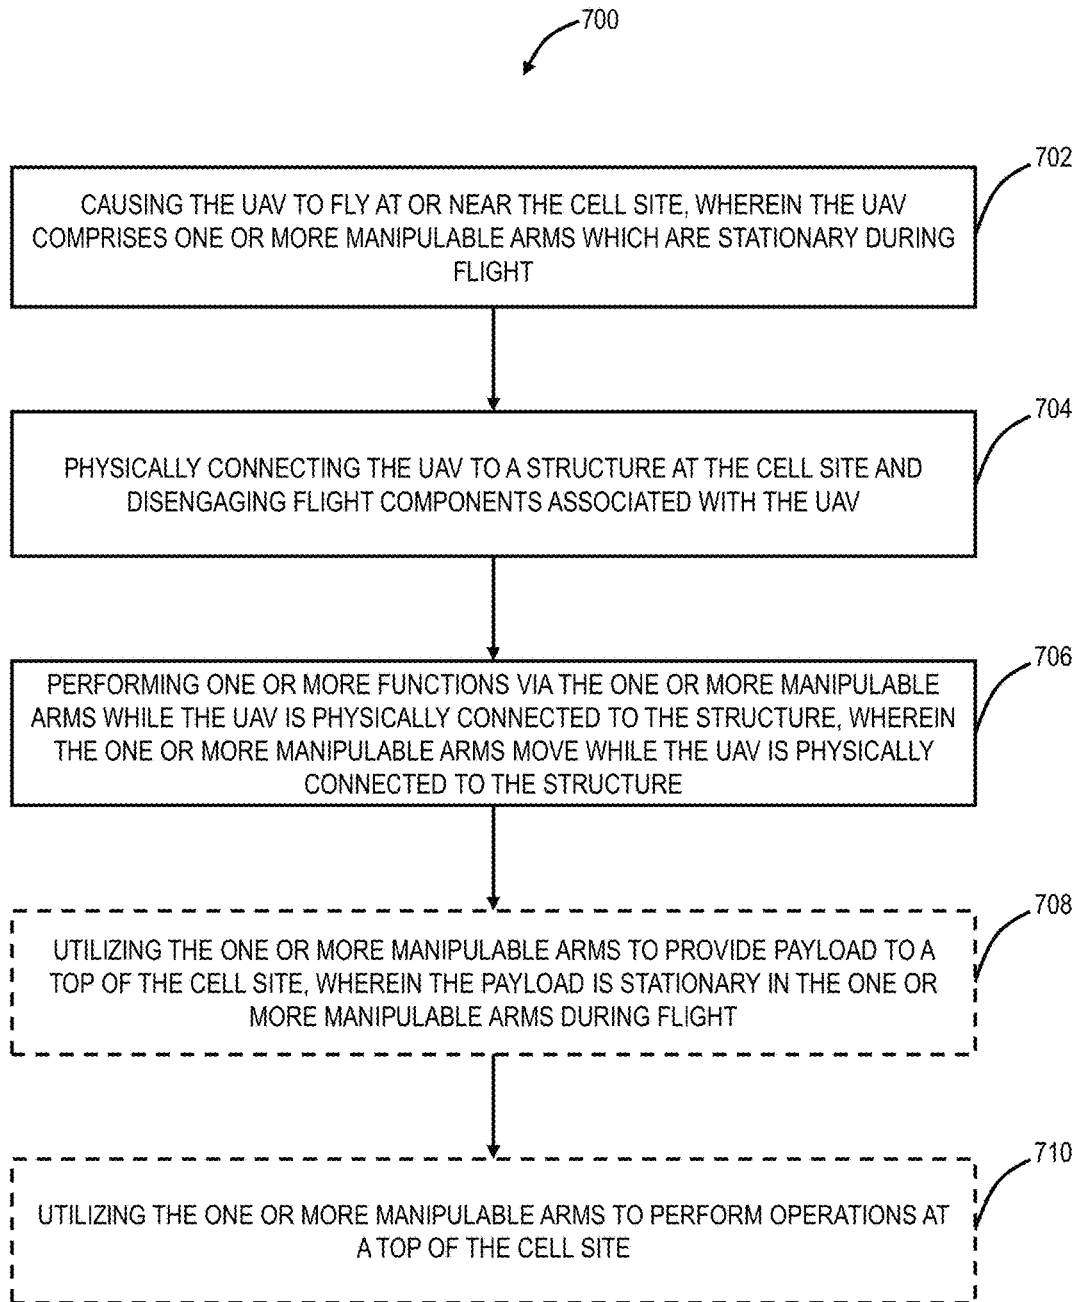 700
702
CAUSING THE UAV TO FLY AT OR NEAR THE CELL SITE, WHEREIN THE UAV
COMPRISES ONE OR MORE MANIPULABLE ARMS WHICH ARE STATIONARY DURING
FLIGHT
704
PHYSICALLY CONNECTING THE UAV TO A STRUCTURE AT THE CELL SITE AND
DISENGAGING FLIGHT COMPONENTS ASSOCIATED WITH THE UAV
706
PERFORMING ONE OR MORE FUNCTIONS VIA THE ONE OR MORE MANIPULABLE
ARMS WHILE THE UAV IS PHYSICALLY CONNECTED TO THE STRUCTURE, WHEREIN
THE ONE OR MORE MANIPULABLE ARMS MOVE WHILE THE UAV IS PHYSICALLY
CONNECTED TO THE STRUCTURE
708
UTILIZING THE ONE OR MORE MANIPULABLE ARMS TO PROVIDE PAYLOAD TO A
TOP OF THE CELL SITE, WHEREIN THE PAYLOAD IS STATIONARY IN THE ONE OR
MORE MANIPULABLE ARMS DURING FLIGHT
710
UTILIZING THE ONE OR MORE MANIPULABLE ARMS TO PERFORM OPERATIONS AT
A TOP OF THE CELL SITE